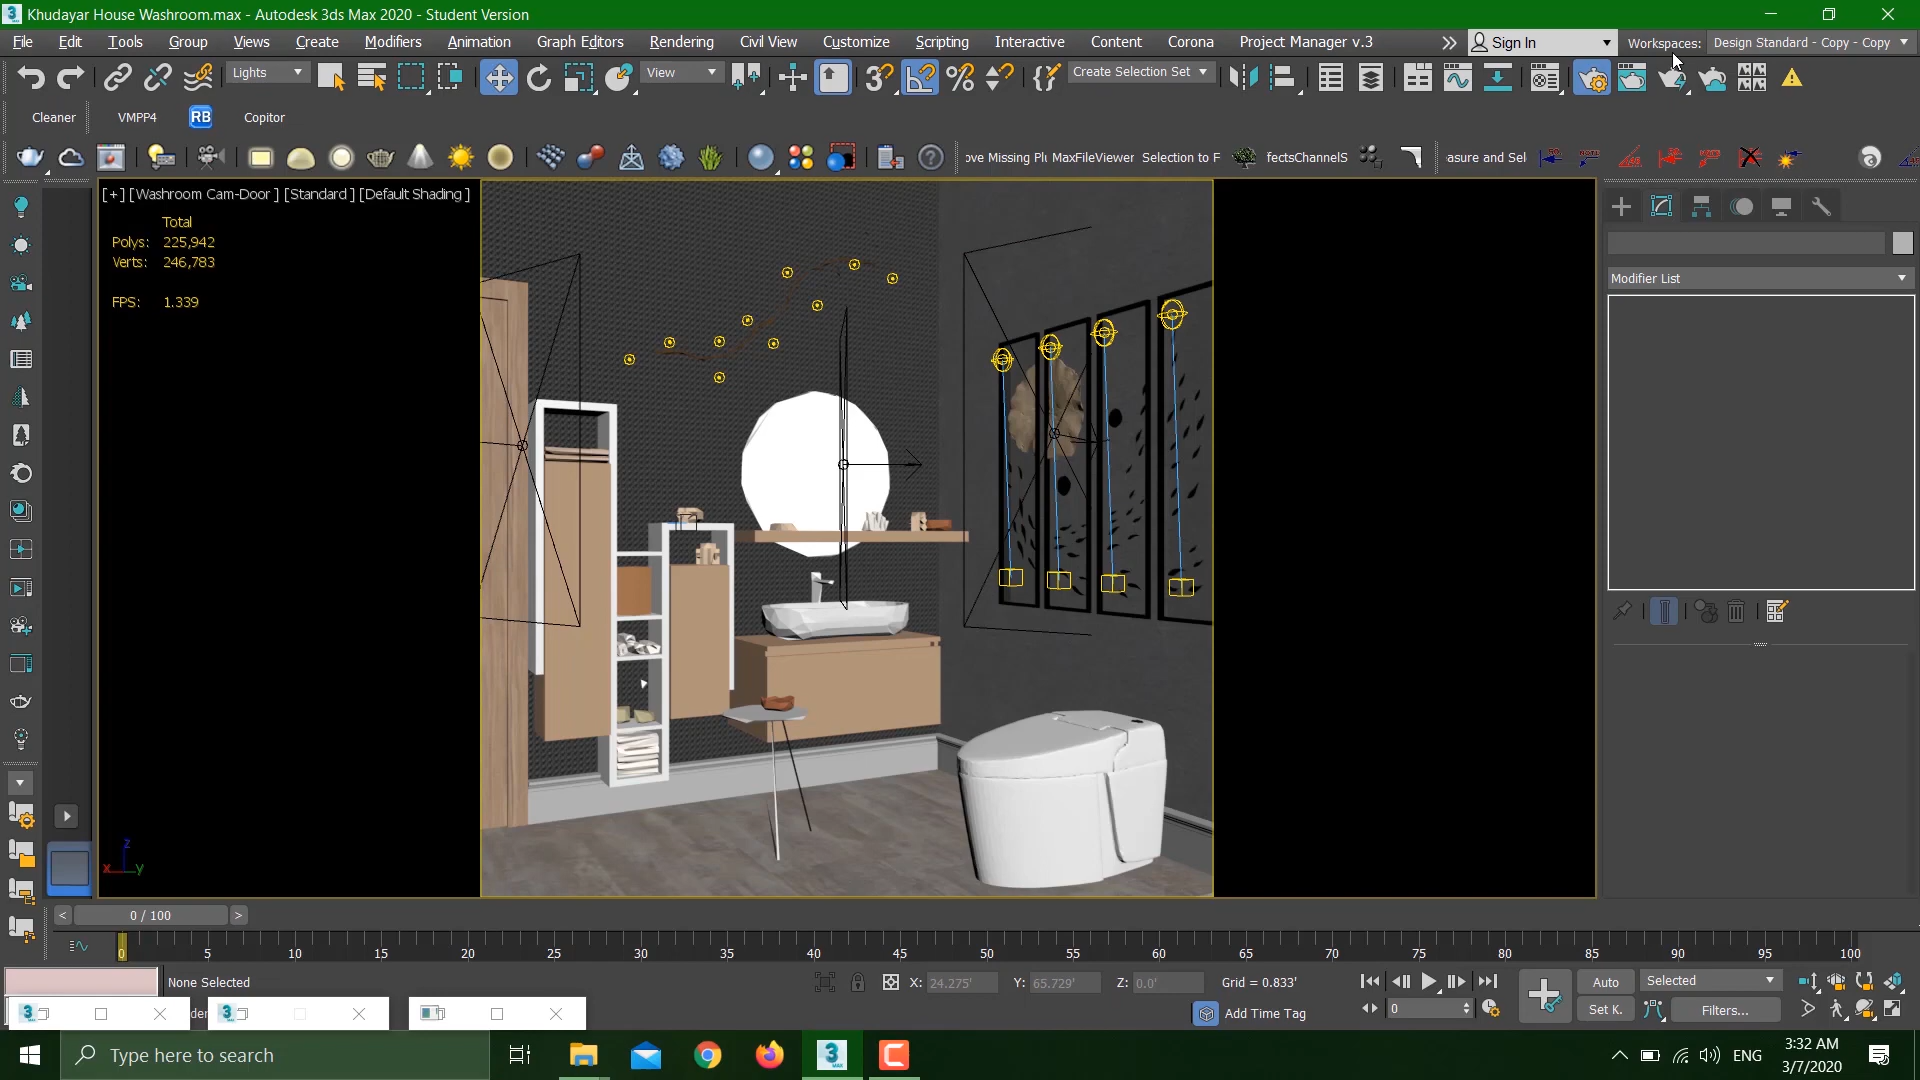 Khudayar House Washroom.max - Autodesk 3ds Max 2020 - Student Version
File Edit Tools Group Views Create Modifiers Animation Graph Editors Rendering Civil View Customize Scripting Interactive Content Corona Project Manager v.3 Sign In Workspaces: Design Standard - Copy - Copy
Lights View Create Selection Set
Cleaner VMPP4 RB Copitor
ove Missing Plu MaxFileViewer Selection to F fectsChannelS asure and Sel
[+] [Washroom Cam-Door ] [Standard ] [Default Shading ]
Total
Polys: 225,942
Verts: 246,783
FPS: 1.339
Modifier List
z
x y
< 0 / 100 >
0 5 10 15 20 25 30 35 40 45 50 55 60 65 70 75 80 85 90 95 100
None Selected X: 24.275' Y: 65.729' Z: 0.0' Grid = 0.833' Auto Selected
der Add Time Tag 0 Set K. Filters...
Type here to search
ENG
3:32 AM
3/7/2020